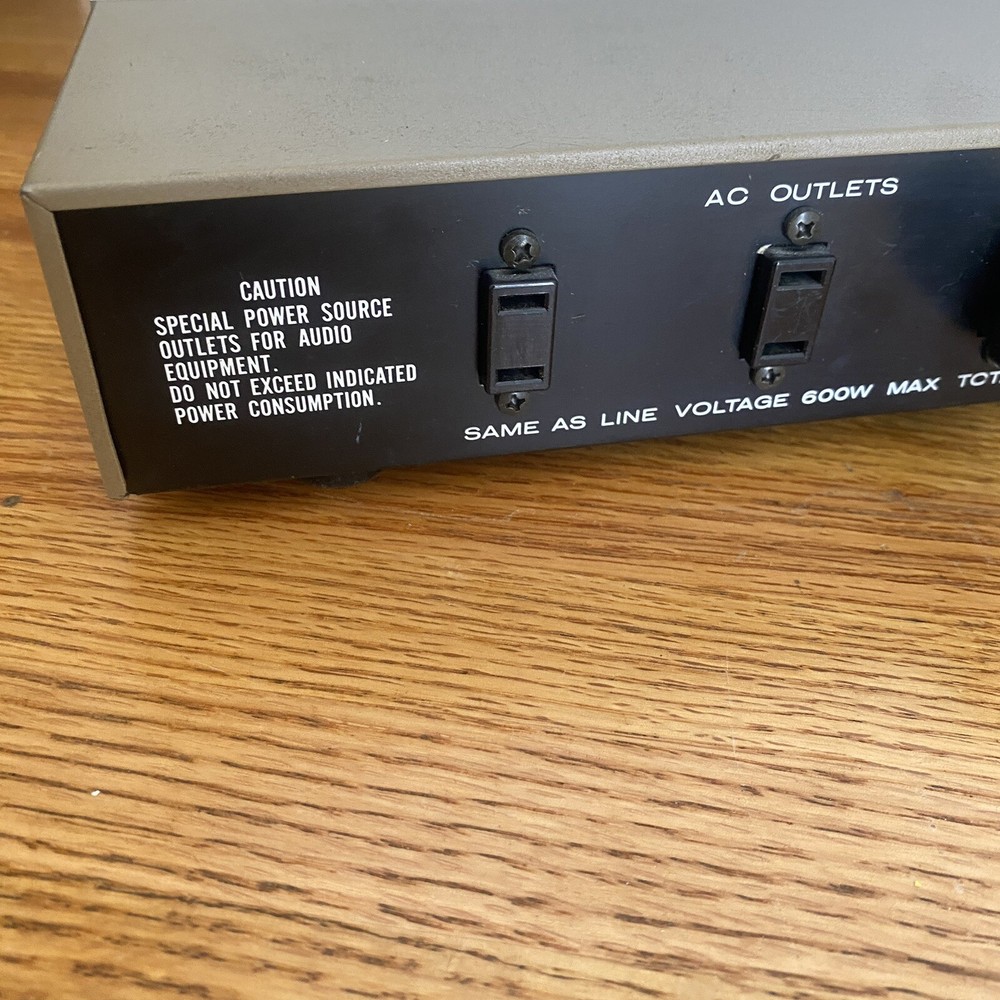 CAUTION
SPECIAL POWER SOURCE
OUTLETS FOR AUDIO
EQUIPMENT.
DO NOT EXCEED INDICATED
POWER CONSUMPTION.
AC OUTLETS
SAME AS LINE VOLTAGE 600W MAX